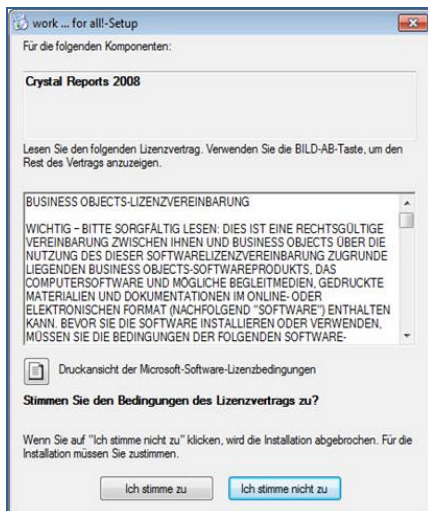 work ... for all!-Setup
Für die folgenden Komponenten:
Crystal Reports 2008
Lesen Sie den folgenden Lizenzvertrag. Verwenden Sie die BILD-AB-Taste, um den
Rest des Vertrags anzuzeigen.
BUSINESS OBJECTS-LIZENZVEREINBARUNG
WICHTIG – BITTE SORGFÄLTIG LESEN: DIES IST EINE RECHTSGÜLTIGE
VEREINBARUNG ZWISCHEN IHNEN UND BUSINESS OBJECTS ÜBER DIE
NUTZUNG DES DIESER SOFTWARELIZENZVEREINBARUNG ZUGRUNDE
LIEGENDEN BUSINESS OBJECTS-SOFTWAREPRODUKTS, DAS
COMPUTERSOFTWARE UND MÖGLICHE BEGLEITMEDIEN, GEDRUCKTE
MATERIALIEN UND DOKUMENTATIONEN IM ONLINE- ODER
ELEKTRONISCHEN FORMAT (NACHFOLGEND "SOFTWARE") ENTHALTEN
KANN. BEVOR SIE DIE SOFTWARE INSTALLIEREN ODER VERWENDEN,
MÜSSEN SIE DIE BEDINGUNGEN DER FOLGENDEN SOFTWARE-
Druckansicht der Microsoft-Software-Lizenzbedingungen
Stimmen Sie den Bedingungen des Lizenzvertrags zu?
Wenn Sie auf "Ich stimme nicht zu" klicken, wird die Installation abgebrochen. Für die
Installation müssen Sie zustimmen.
Ich stimme zu
Ich stimme nicht zu